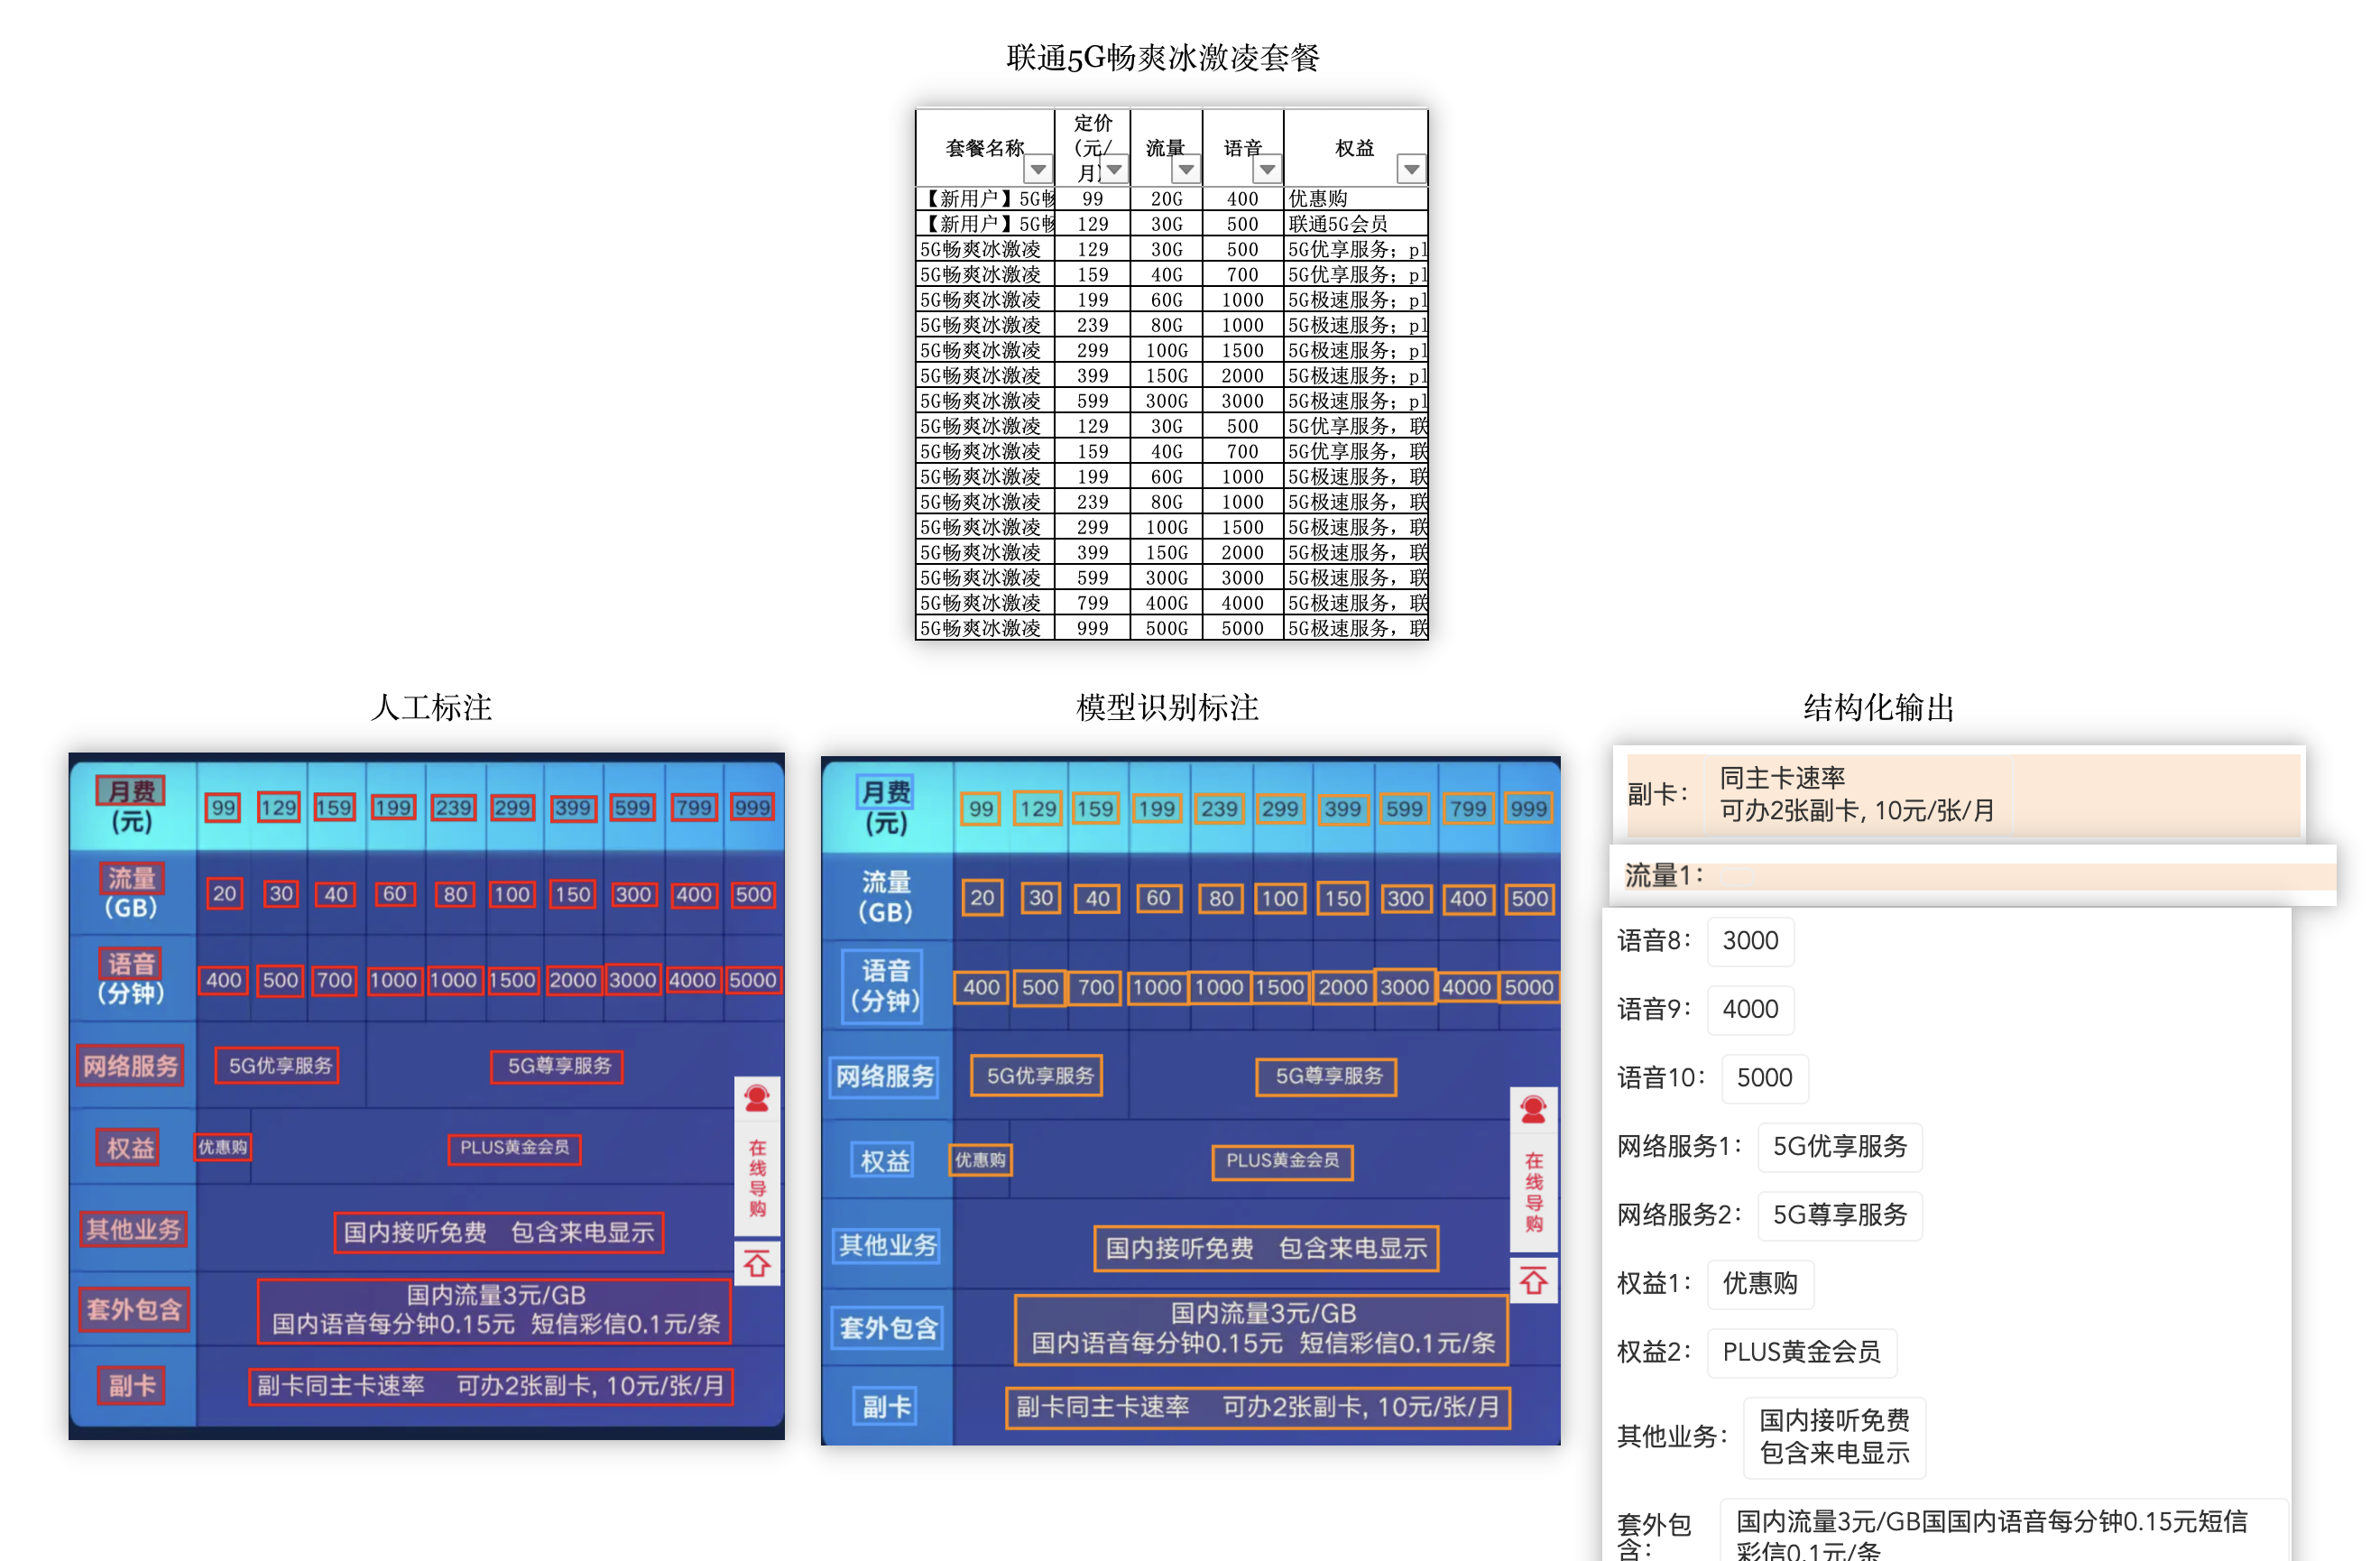 联通5G畅爽冰激凌套餐
套餐名称 定价(元/月) 流量 语音 权益
【新用户】5G畅 99 20G 400 优惠购
【新用户】5G畅 129 30G 500 联通5G会员
5G畅爽冰激凌 129 30G 500 5G优享服务；pl
5G畅爽冰激凌 159 40G 700 5G优享服务；pl
5G畅爽冰激凌 199 60G 1000 5G极速服务；pl
5G畅爽冰激凌 239 80G 1000 5G极速服务；pl
5G畅爽冰激凌 299 100G 1500 5G极速服务；pl
5G畅爽冰激凌 399 150G 2000 5G极速服务；pl
5G畅爽冰激凌 599 300G 3000 5G极速服务；pl
5G畅爽冰激凌 129 30G 500 5G优享服务，联
5G畅爽冰激凌 159 40G 700 5G优享服务，联
5G畅爽冰激凌 199 60G 1000 5G极速服务，联
5G畅爽冰激凌 239 80G 1000 5G极速服务，联
5G畅爽冰激凌 299 100G 1500 5G极速服务，联
5G畅爽冰激凌 399 150G 2000 5G极速服务，联
5G畅爽冰激凌 599 300G 3000 5G极速服务，联
5G畅爽冰激凌 799 400G 4000 5G极速服务，联
5G畅爽冰激凌 999 500G 5000 5G极速服务，联
人工标注
月费(元) 99 129 159 199 239 299 399 599 799 999
流量(GB) 20 30 40 60 80 100 150 300 400 500
语音(分钟) 400 500 700 1000 1000 1500 2000 3000 4000 5000
网络服务 5G优享服务 5G尊享服务
权益 优惠购 PLUS黄金会员
其他业务 国内接听免费 包含来电显示
套外包含 国内流量3元/GB
国内语音每分钟0.15元 短信彩信0.1元/条
副卡 副卡同主卡速率 可办2张副卡, 10元/张/月
在线导购
模型识别标注
月费(元) 99 129 159 199 239 299 399 599 799 999
流量(GB) 20 30 40 60 80 100 150 300 400 500
语音(分钟) 400 500 700 1000 1000 1500 2000 3000 4000 5000
网络服务 5G优享服务 5G尊享服务
权益 优惠购 PLUS黄金会员
其他业务 国内接听免费 包含来电显示
套外包含 国内流量3元/GB
国内语音每分钟0.15元 短信彩信0.1元/条
副卡 副卡同主卡速率 可办2张副卡, 10元/张/月
在线导购
结构化输出
副卡： 同主卡速率
可办2张副卡, 10元/张/月
流量1：
语音8： 3000
语音9： 4000
语音10： 5000
网络服务1： 5G优享服务
网络服务2： 5G尊享服务
权益1： 优惠购
权益2： PLUS黄金会员
其他业务： 国内接听免费
包含来电显示
套外包含： 国内流量3元/GB国国内语音每分钟0.15元短信
彩信0.1元/条